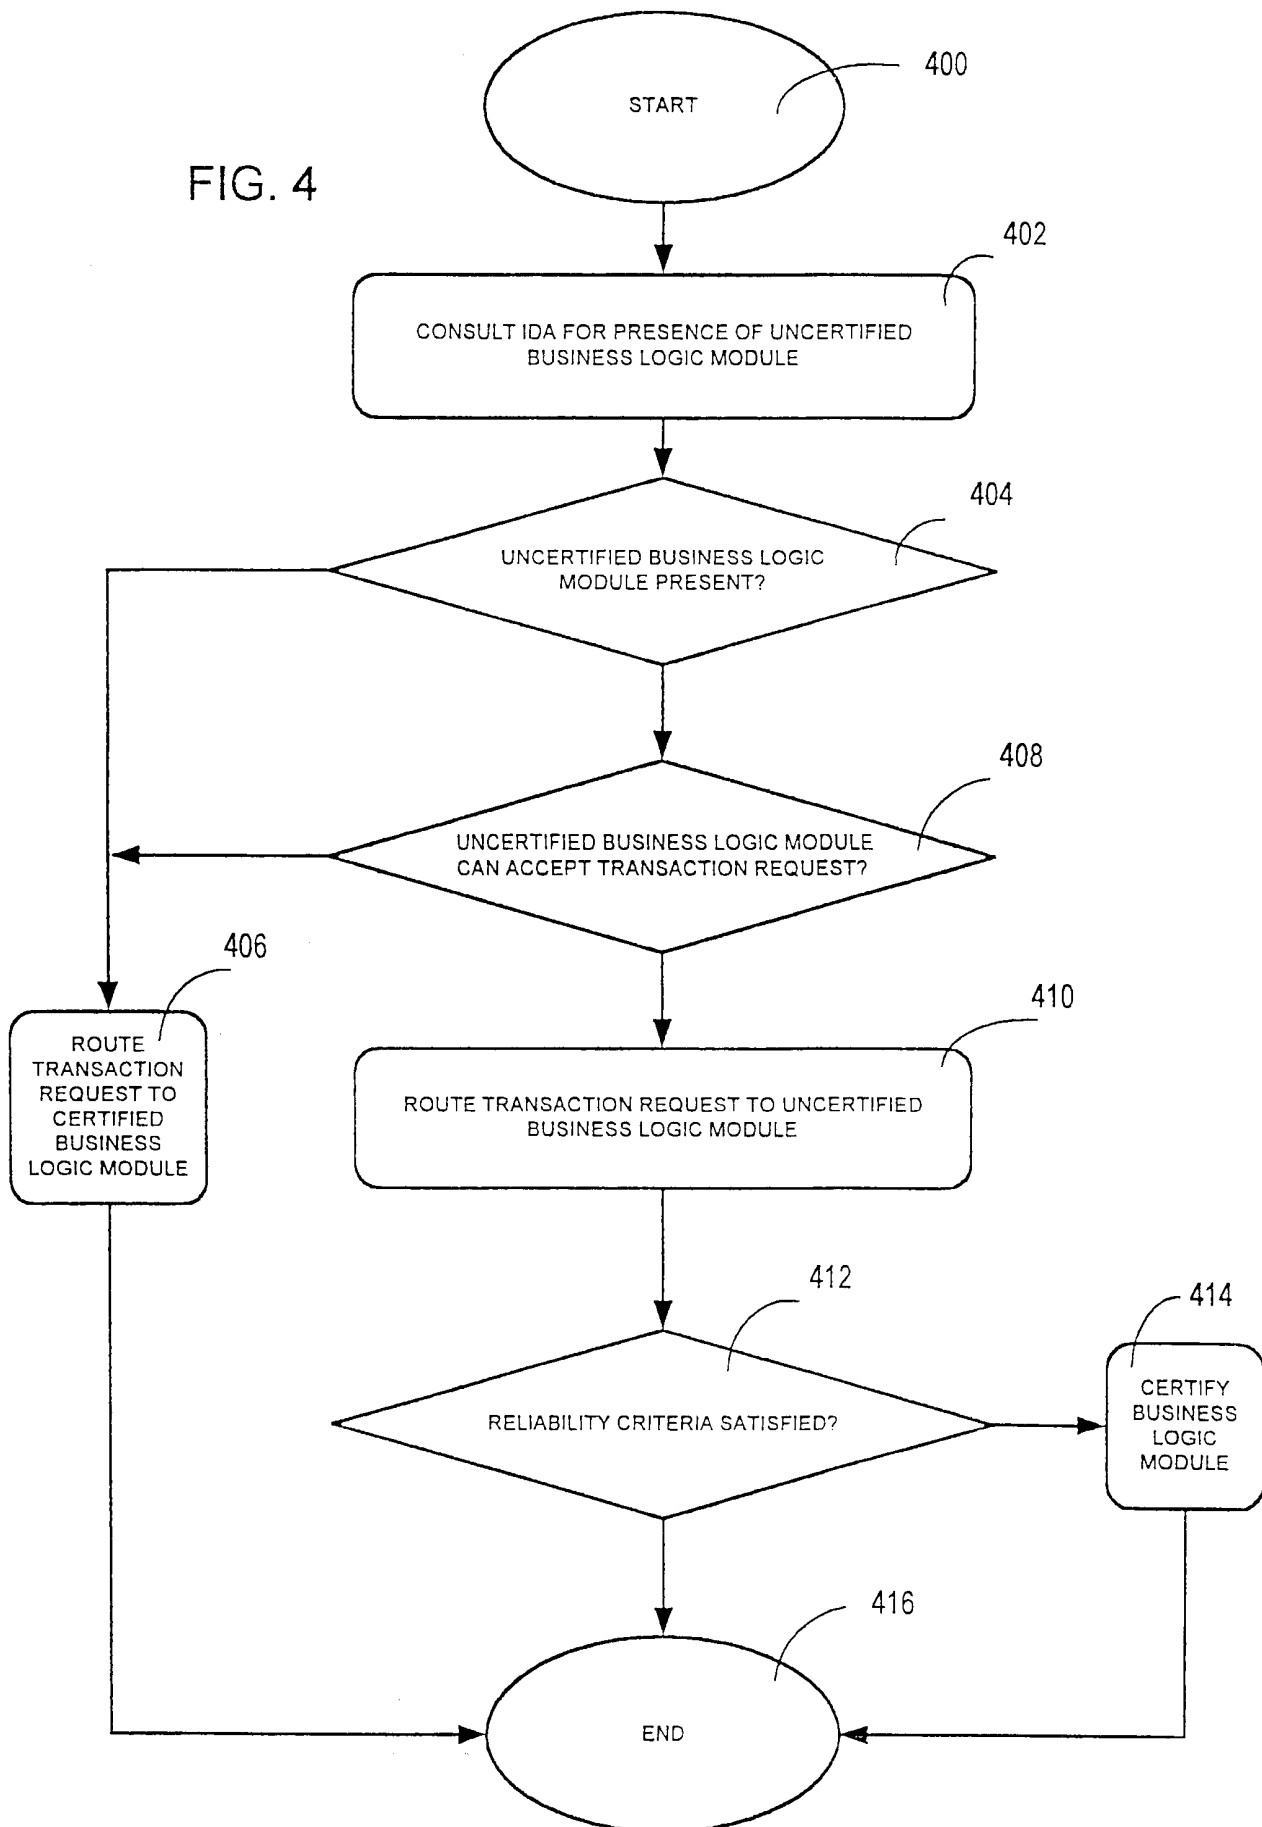 400
START
FIG. 4
402
CONSULT IDA FOR PRESENCE OF UNCERTIFIED
BUSINESS LOGIC MODULE
404
UNCERTIFIED BUSINESS LOGIC
MODULE PRESENT?
408
UNCERTIFIED BUSINESS LOGIC MODULE
CAN ACCEPT TRANSACTION REQUEST?
406
ROUTE
TRANSACTION
REQUEST TO
CERTIFIED
BUSINESS
LOGIC MODULE
410
ROUTE TRANSACTION REQUEST TO UNCERTIFIED
BUSINESS LOGIC MODULE
412
RELIABILITY CRITERIA SATISFIED?
414
CERTIFY
BUSINESS
LOGIC
MODULE
416
END